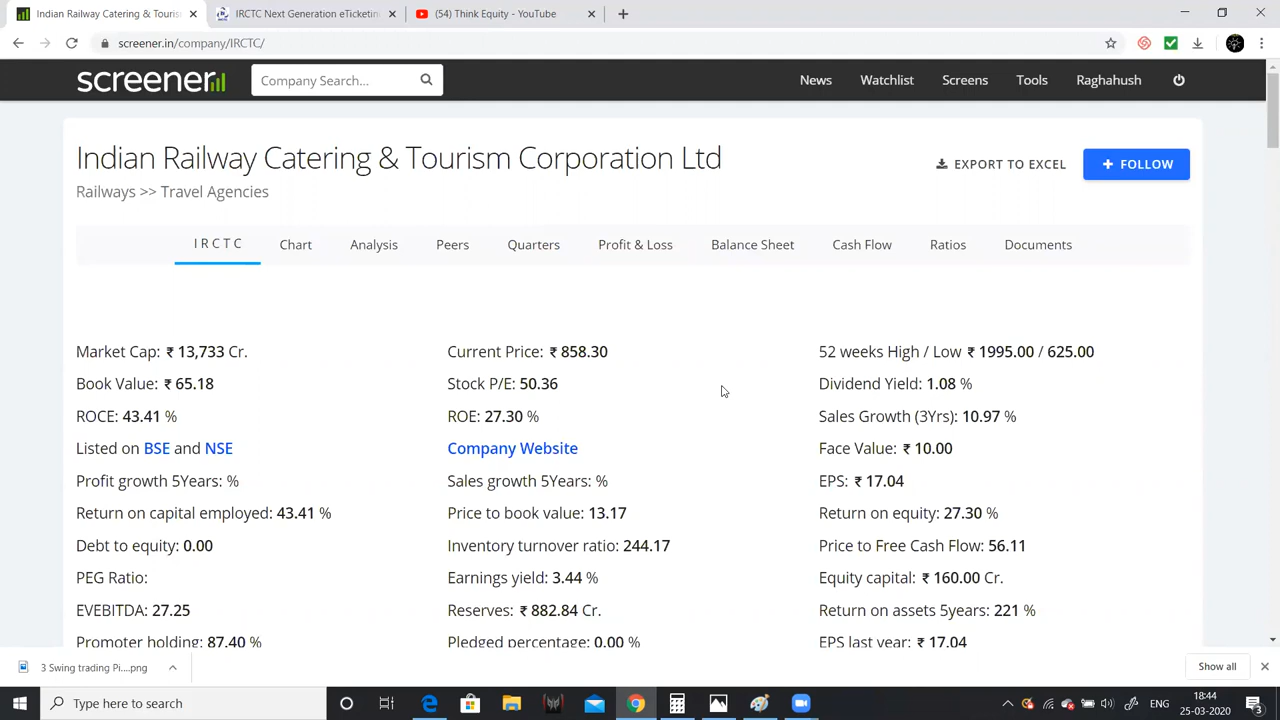 Indian Railway Catering & Touris
IRCTC Next Generation eTicketin
(54) Think Equity - YouTube
screener.in/company/IRCTC/
screener
Company Search...
News
Watchlist
Screens
Tools
Raghahush
Indian Railway Catering & Tourism Corporation Ltd
EXPORT TO EXCEL
+ FOLLOW
Railways >> Travel Agencies
IRCTC
Chart
Analysis
Peers
Quarters
Profit & Loss
Balance Sheet
Cash Flow
Ratios
Documents
Market Cap: ₹ 13,733 Cr.
Current Price: ₹ 858.30
52 weeks High / Low ₹ 1995.00 / 625.00
Book Value: ₹ 65.18
Stock P/E: 50.36
Dividend Yield: 1.08 %
ROCE: 43.41 %
ROE: 27.30 %
Sales Growth (3Yrs): 10.97 %
Listed on BSE and NSE
Company Website
Face Value: ₹ 10.00
Profit growth 5Years: %
Sales growth 5Years: %
EPS: ₹ 17.04
Return on capital employed: 43.41 %
Price to book value: 13.17
Return on equity: 27.30 %
Debt to equity: 0.00
Inventory turnover ratio: 244.17
Price to Free Cash Flow: 56.11
PEG Ratio:
Earnings yield: 3.44 %
Equity capital: ₹ 160.00 Cr.
EVEBITDA: 27.25
Reserves: ₹ 882.84 Cr.
Return on assets 5years: 221 %
Promoter holding: 87.40 %
Pledged percentage: 0.00 %
EPS last year: ₹ 17.04
3 Swing trading Pi....png
Show all
Type here to search
ENG
18:44
25-03-2020
3